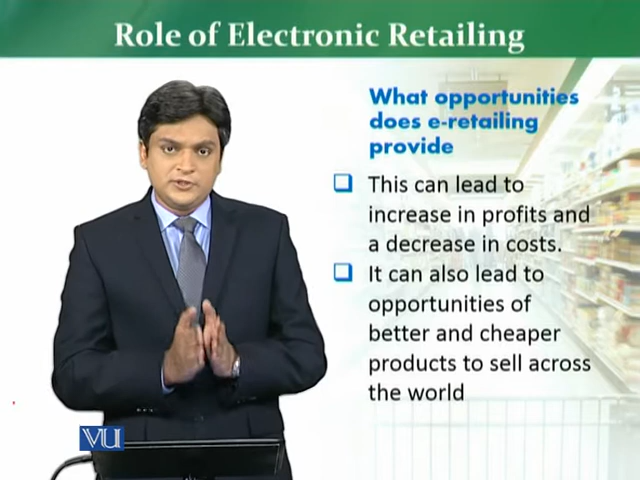 Role of Electronic Retailing
What opportunities
does e-retailing
provide
This can lead to
increase in profits and
a decrease in costs.
It can also lead to
opportunities of
better and cheaper
products to sell across
the world
VU